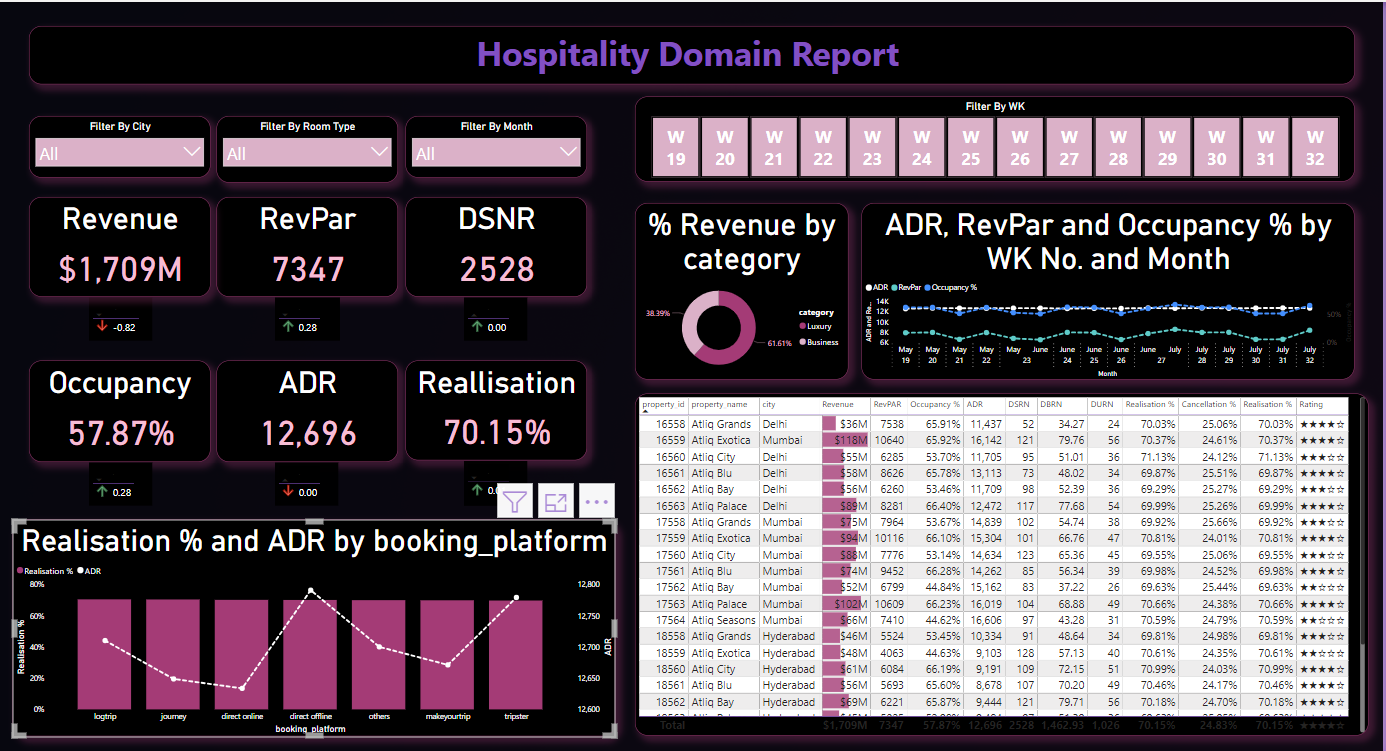 Hospitality Domain Report
Filter By City
All
Filter By Room Type
All
Filter By Month
All
Filter By WK
W 19
W 20
W 21
W 22
W 23
W 24
W 25
W 26
W 27
W 28
W 29
W 30
W 31
W 32
Revenue
$1,709M
-0.82
RevPar
7347
0.28
DSNR
2528
0.00
Occupancy
57.87%
0.28
ADR
12,696
0.00
Reallisation
70.15%
% Revenue by
category
38.39%
61.61%
category
Luxury
Business
ADR, RevPar and Occupancy % by
WK No. and Month
ADR RevPar Occupancy %
ADR and Re...
14K
12K
10K
8K
6K
50%
0%
May May May May May June June June June June July July July July July
19 20 21 22 23 24 25 26 27 28 29 30 31 32
Month
Realisation % and ADR by booking_platform
Realisation % ADR
Realisation %
80%
60%
40%
20%
0%
12,800
12,750
12,700
12,650
12,600
ADR
logtrip journey direct online direct offline others makeyourtrip tripster
booking_platform
property_id property_name city Revenue RevPAR Occupancy % ADR DSRN DBRN DURN Realisation % Cancellation % Realisation % Rating
16558 Atliq Grands Delhi $36M 7538 65.91% 11,437 52 34.27 24 70.03% 25.06% 70.03% ★★★★☆
16559 Atliq Exotica Mumbai $118M 10640 65.92% 16,142 121 79.76 56 70.37% 24.61% 70.37% ★★★★☆
16560 Atliq City Delhi $55M 6285 53.70% 11,705 95 51.01 36 71.13% 24.12% 71.13% ★★★☆☆
16561 Atliq Blu Delhi $58M 8626 65.78% 13,113 73 48.02 34 69.87% 25.51% 69.87% ★★★★☆
16562 Atliq Bay Delhi $56M 6260 53.46% 11,709 98 52.39 36 69.29% 25.27% 69.29% ★★★☆☆
16563 Atliq Palace Delhi $89M 8281 66.40% 12,472 117 77.68 54 69.99% 25.26% 69.99% ★★★★☆
17558 Atliq Grands Mumbai $75M 7964 53.67% 14,839 102 54.74 38 69.92% 25.66% 69.92% ★★★☆☆
17559 Atliq Exotica Mumbai $94M 10116 66.10% 15,304 101 66.76 47 70.81% 24.01% 70.81% ★★★★☆
17560 Atliq City Mumbai $88M 7776 53.14% 14,634 123 65.36 45 69.55% 25.06% 69.55% ★★★☆☆
17561 Atliq Blu Mumbai $74M 9452 66.28% 14,262 85 56.34 39 69.98% 24.52% 69.98% ★★★★☆
17562 Atliq Bay Mumbai $52M 6799 44.84% 15,162 83 37.22 26 69.63% 25.44% 69.63% ★★☆☆☆
17563 Atliq Palace Mumbai $102M 10609 66.23% 16,019 104 68.88 49 70.66% 24.38% 70.66% ★★★★☆
17564 Atliq Seasons Mumbai $66M 7410 44.62% 16,606 97 43.28 31 70.59% 24.79% 70.59% ★★☆☆☆
18558 Atliq Grands Hyderabad $46M 5524 53.45% 10,334 91 48.64 34 69.81% 24.98% 69.81% ★★★☆☆
18559 Atliq Exotica Hyderabad $48M 4063 44.63% 9,103 128 57.13 40 70.61% 24.35% 70.61% ★★☆☆☆
18560 Atliq City Hyderabad $61M 6084 66.19% 9,191 109 72.15 51 70.99% 24.03% 70.99% ★★★★☆
18561 Atliq Blu Hyderabad $56M 5693 65.60% 8,678 107 70.20 49 70.46% 24.17% 70.46% ★★★★☆
18562 Atliq Bay Hyderabad $69M 6221 65.87% 9,444 121 79.71 56 70.18% 24.70% 70.18% ★★★★☆
Total $1,709M 7347 57.87% 12,696 2528 1,462.93 1,026 70.15% 24.83% 70.15% ★★★★☆